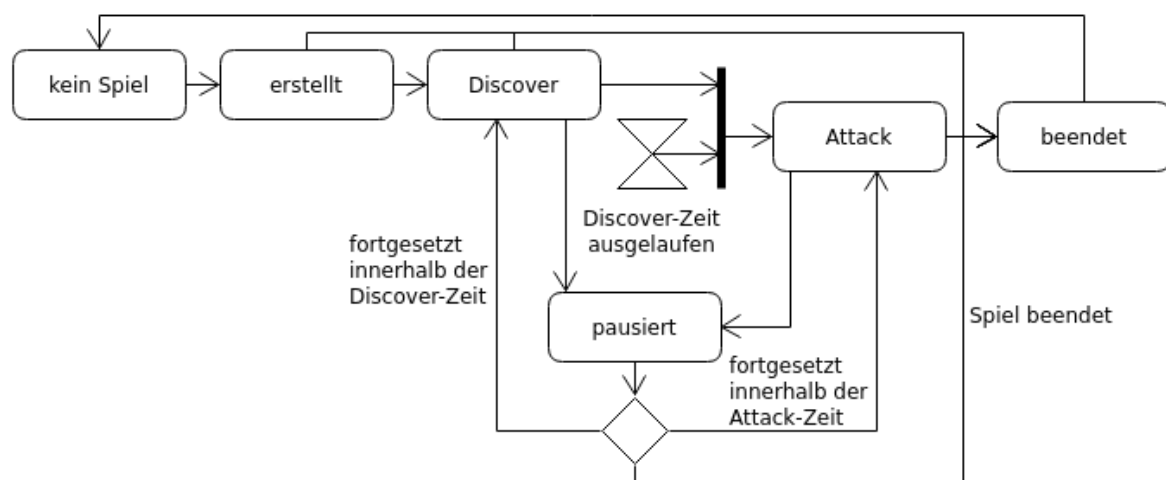 kein Spiel
erstellt
Discover
Attack
beendet
Discover-Zeit
ausgelaufen
fortgesetzt
innerhalb der
Discover-Zeit
Spiel beendet
pausiert
fortgesetzt
innerhalb der
Attack-Zeit